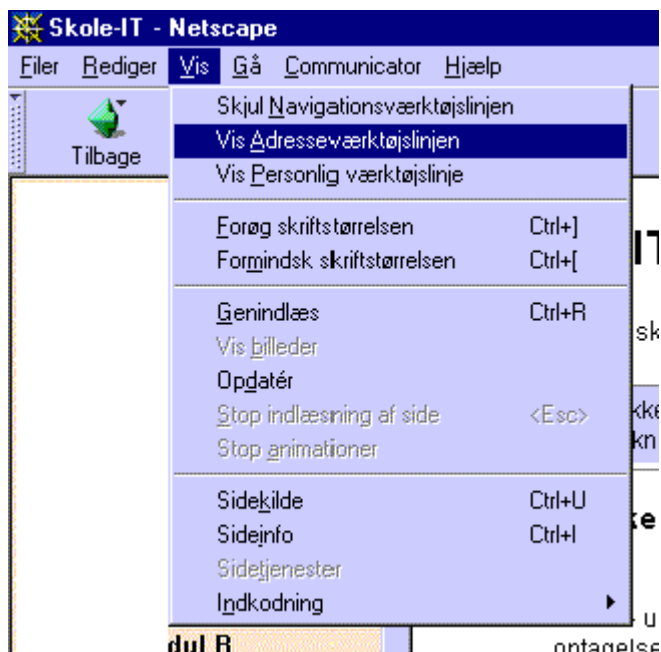 Skole-IT - Netscape
Filer Rediger Vis Gå Communicator Hjælp
Tilbage
Skjul Navigationsværktøjslinjen
Vis Adresseværktøjslinjen
Vis Personlig værktøjslinje
Forøg skriftstørrelsen Ctrl+]
Formindsk skriftstørrelsen Ctrl+[
Genindlæs Ctrl+R
Vis billeder
Opdatér
Stop indlæsning af side <Esc>
Stop animationer
Sidekilde Ctrl+U
Sideinfo Ctrl+I
Sidetjenester
Indkodning